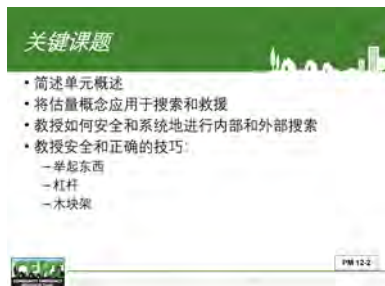 关键课题
• 简述单元概述
• 将估量概念应用于搜索和救援
• 教授如何安全和系统地进行内部和外部搜索
• 教授安全和正确的技巧:
–举起东西
–杠杆
–木块架
PM 12-2